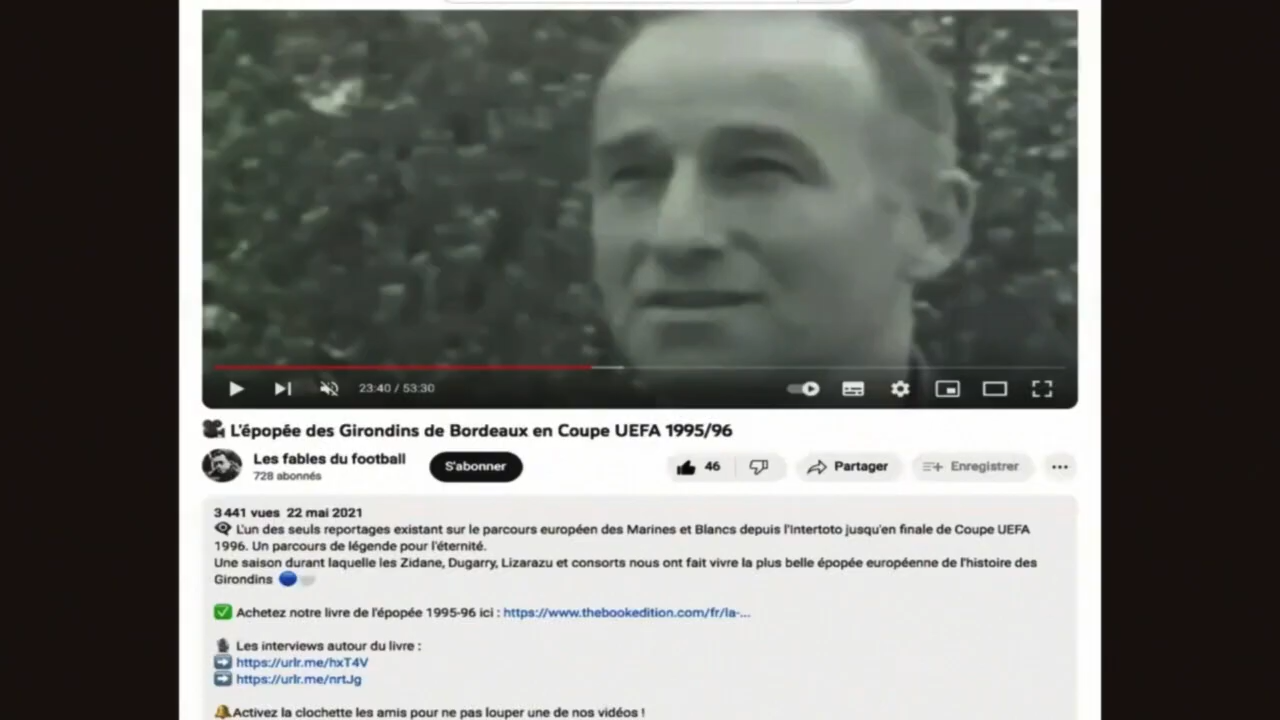 23:40 / 53:30
L'épopée des Girondins de Bordeaux en Coupe UEFA 1995/96
Les fables du football
728 abonnés
S'abonner
46
Partager
Enregistrer
3 441 vues 22 mai 2021
L'un des seuls reportages existant sur le parcours européen des Marines et Blancs depuis l'Intertoto jusqu'en finale de Coupe UEFA
1996. Un parcours de légende pour l'éternité.
Une saison durant laquelle les Zidane, Dugarry, Lizarazu et consorts nous ont fait vivre la plus belle épopée européenne de l'histoire des
Girondins
Achetez notre livre de l'épopée 1995-96 ici : https://www.thebookedition.com/fr/la-...
Les interviews autour du livre :
https://urlr.me/hxT4V
https://urlr.me/nrtJg
Activez la clochette les amis pour ne pas louper une de nos vidéos !